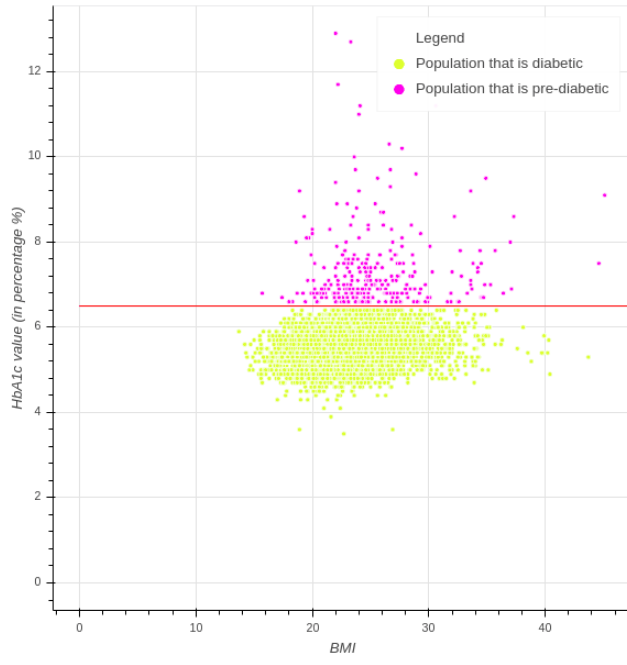 Legend
Population that is diabetic
Population that is pre-diabetic
HbA1c value (in percentage %)
12
10
8
6
4
2
0
0 10 20 30 40
BMI